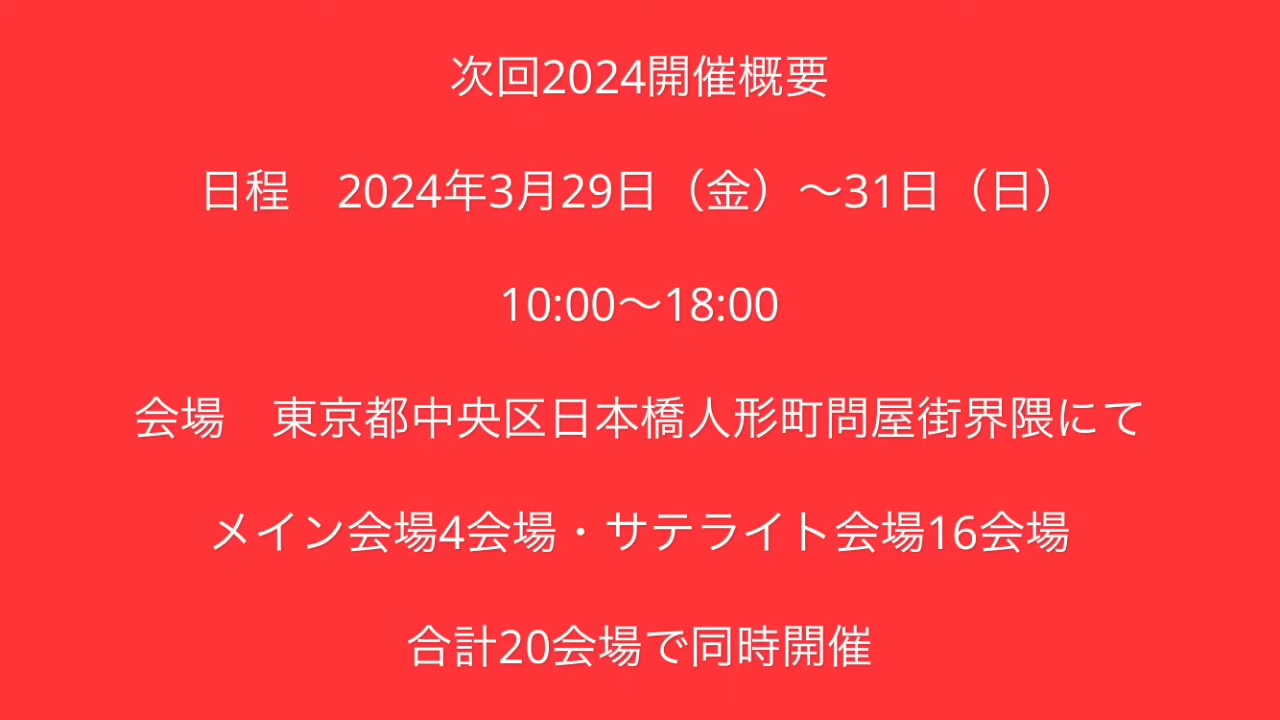 次回2024開催概要
日程　2024年3月29日（金）〜31日（日）
10:00〜18:00
会場　東京都中央区日本橋人形町問屋街界隈にて
メイン会場4会場・サテライト会場16会場
合計20会場で同時開催